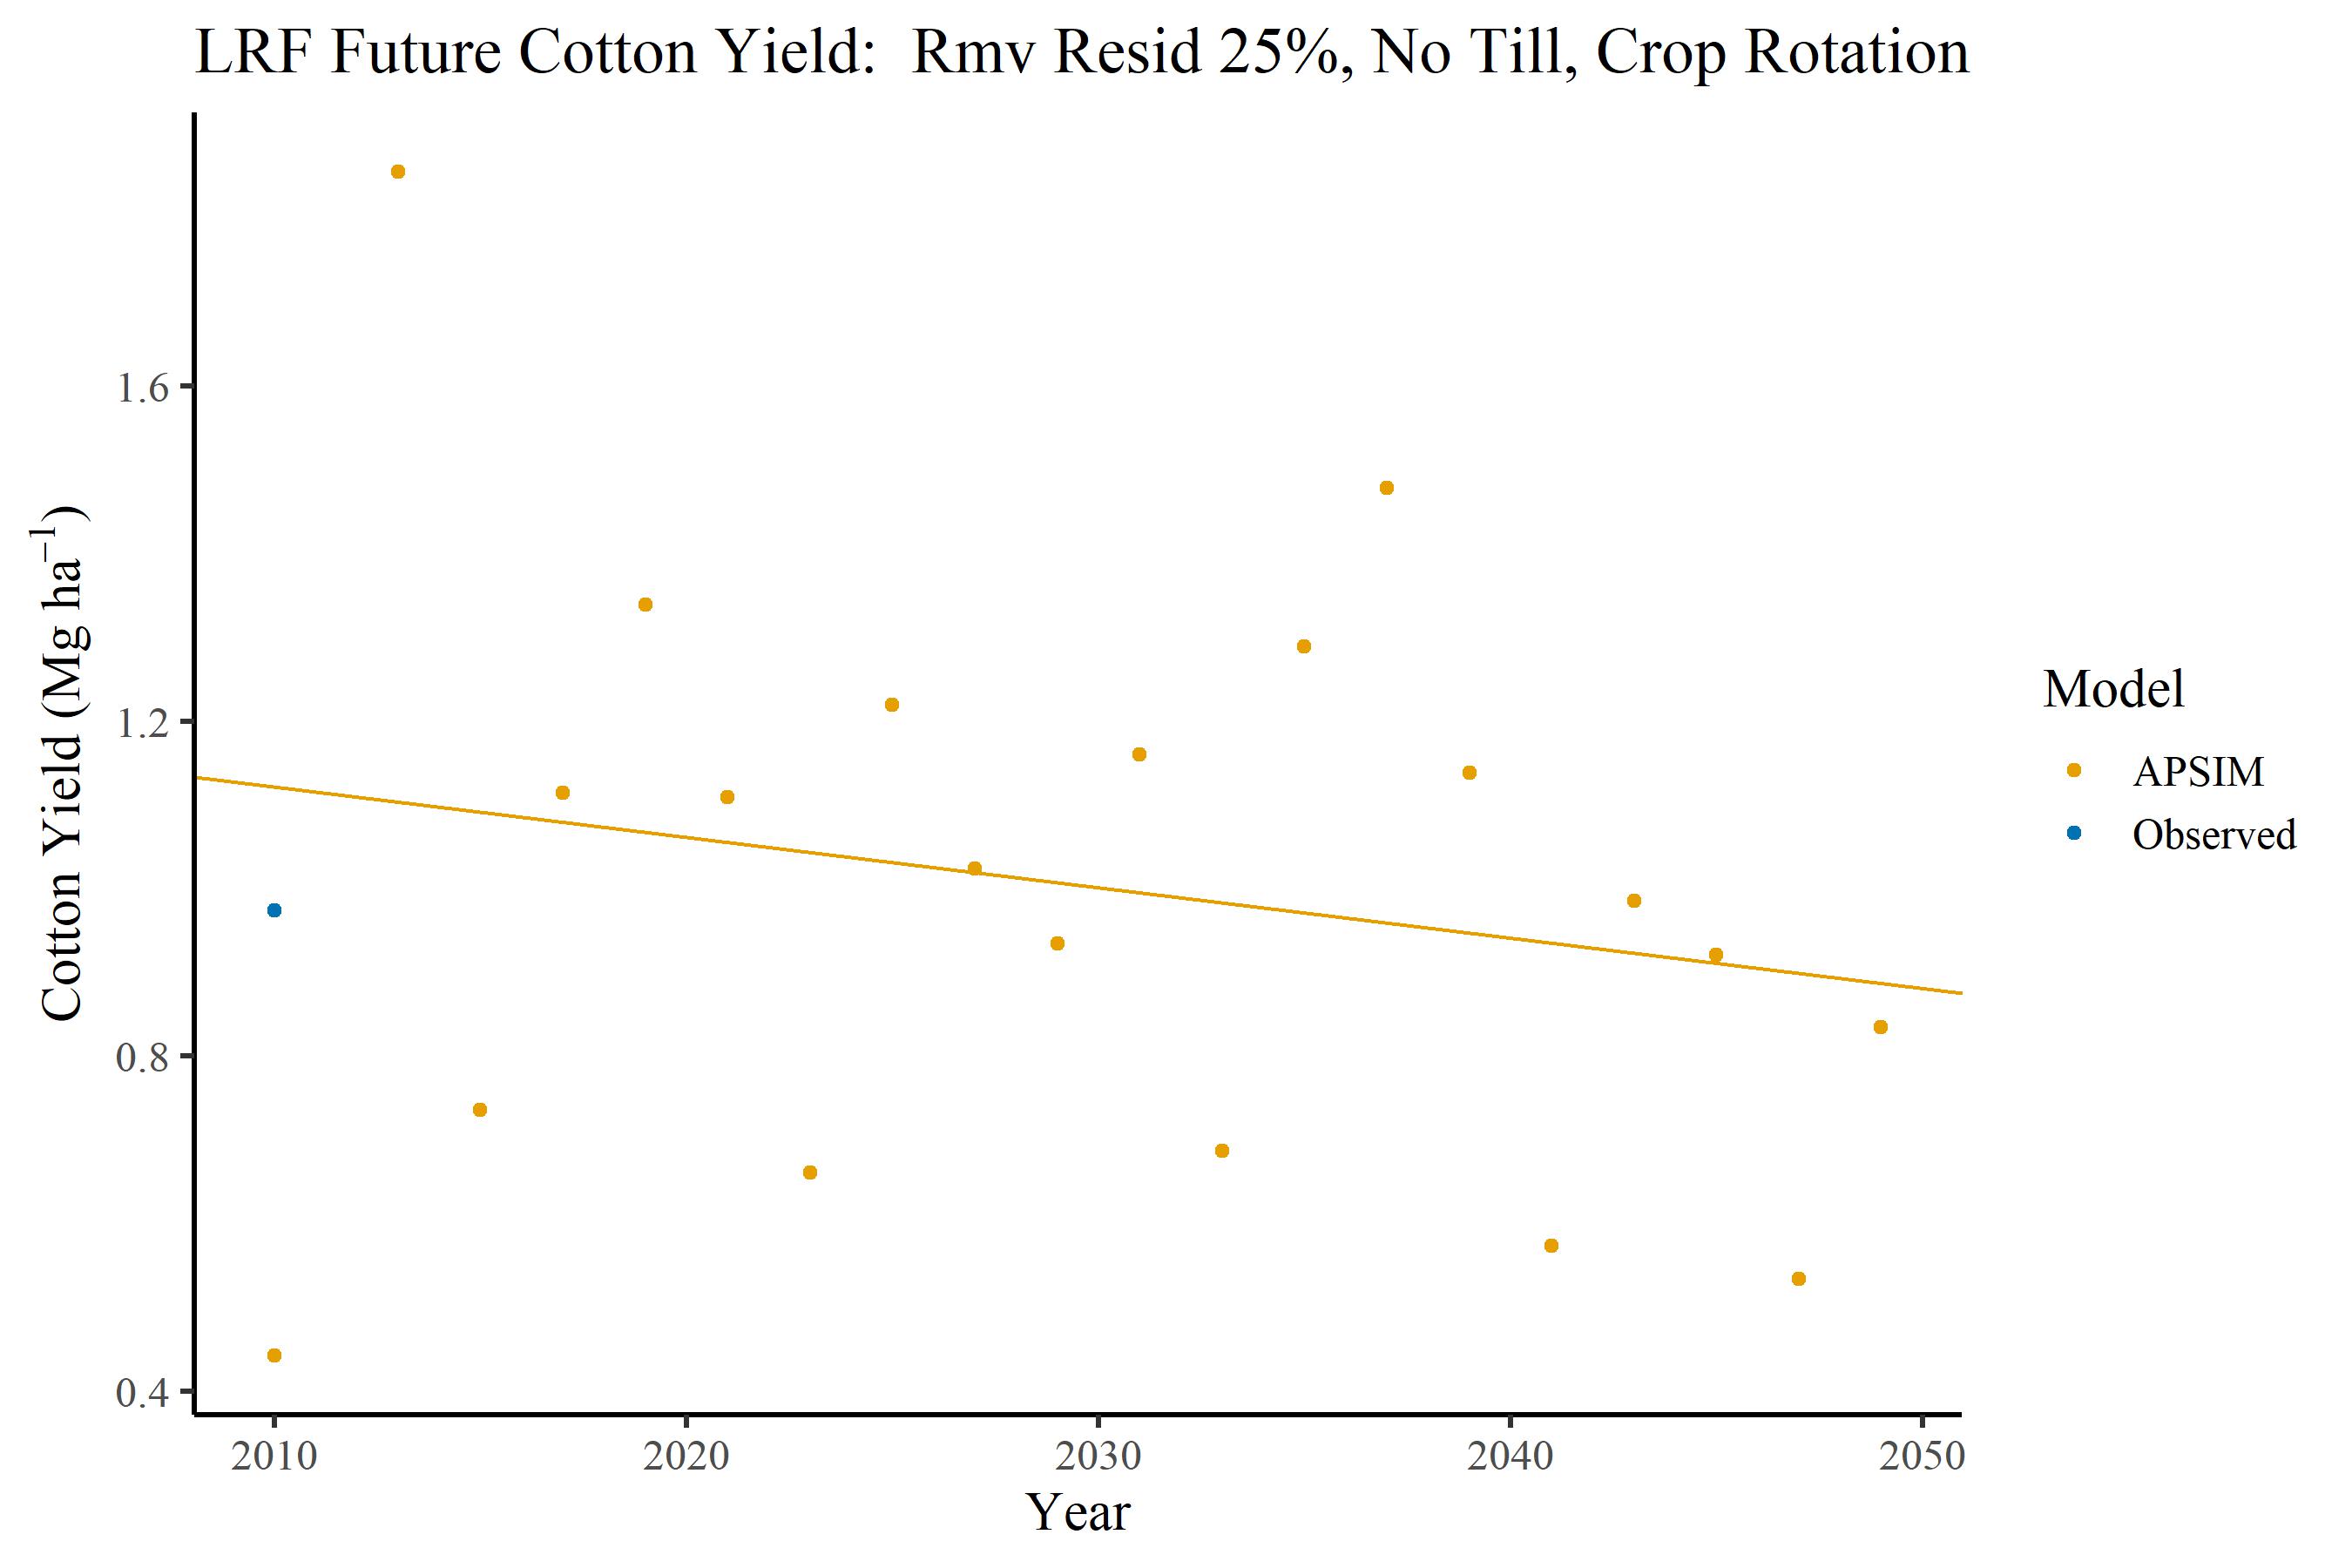 LRF Future Cotton Yield:  Rmv Resid 25%, No Till, Crop Rotation
Cotton Yield (Mg ha⁻¹)
1.6
1.2
0.8
0.4
2010 2020 2030 2040 2050
Year
Model
APSIM
Observed